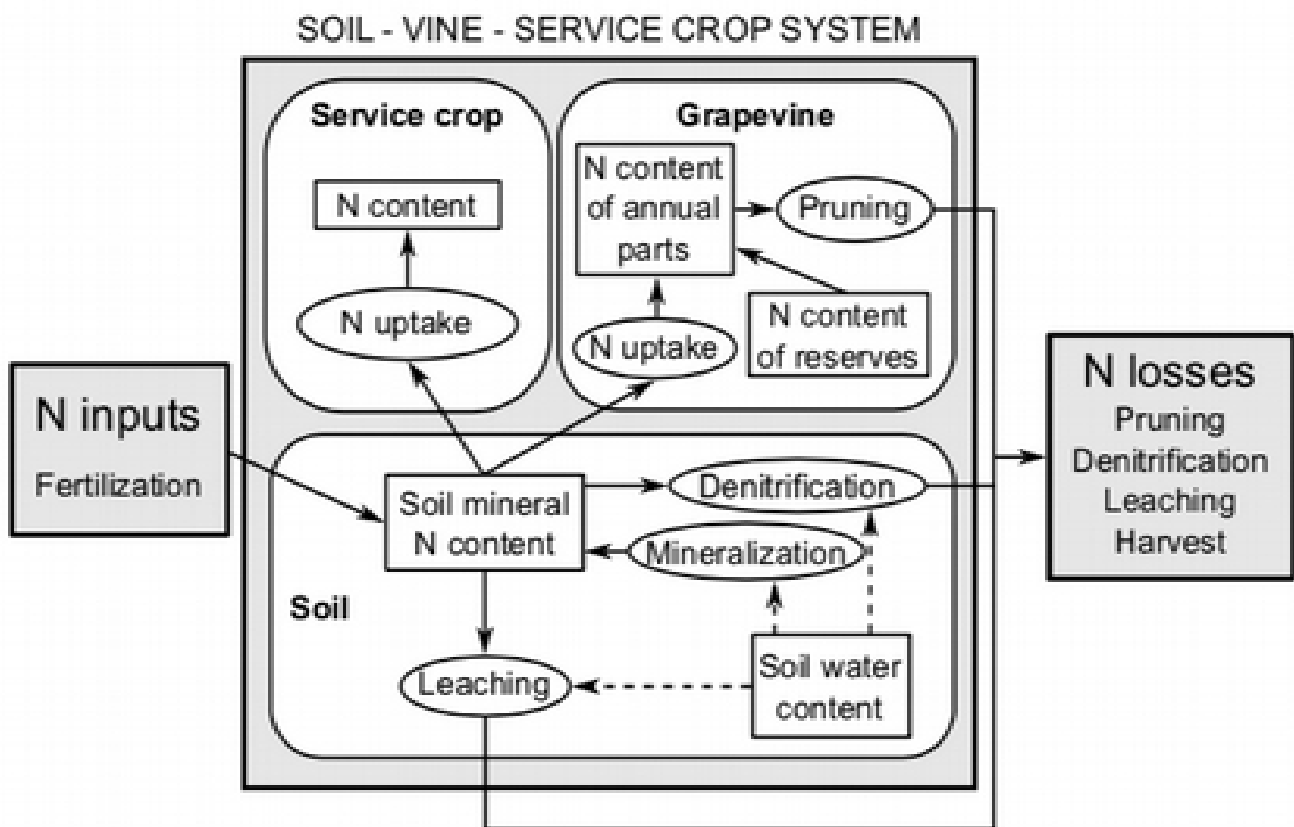 SOIL - VINE - SERVICE CROP SYSTEM
Service crop
N content
N uptake
Grapevine
N content
of annual
parts
Pruning
N uptake
N content
of reserves
N inputs
Fertilization
Soil mineral
N content
Denitrification
Mineralization
Soil
Leaching
Soil water
content
N losses
Pruning
Denitrification
Leaching
Harvest